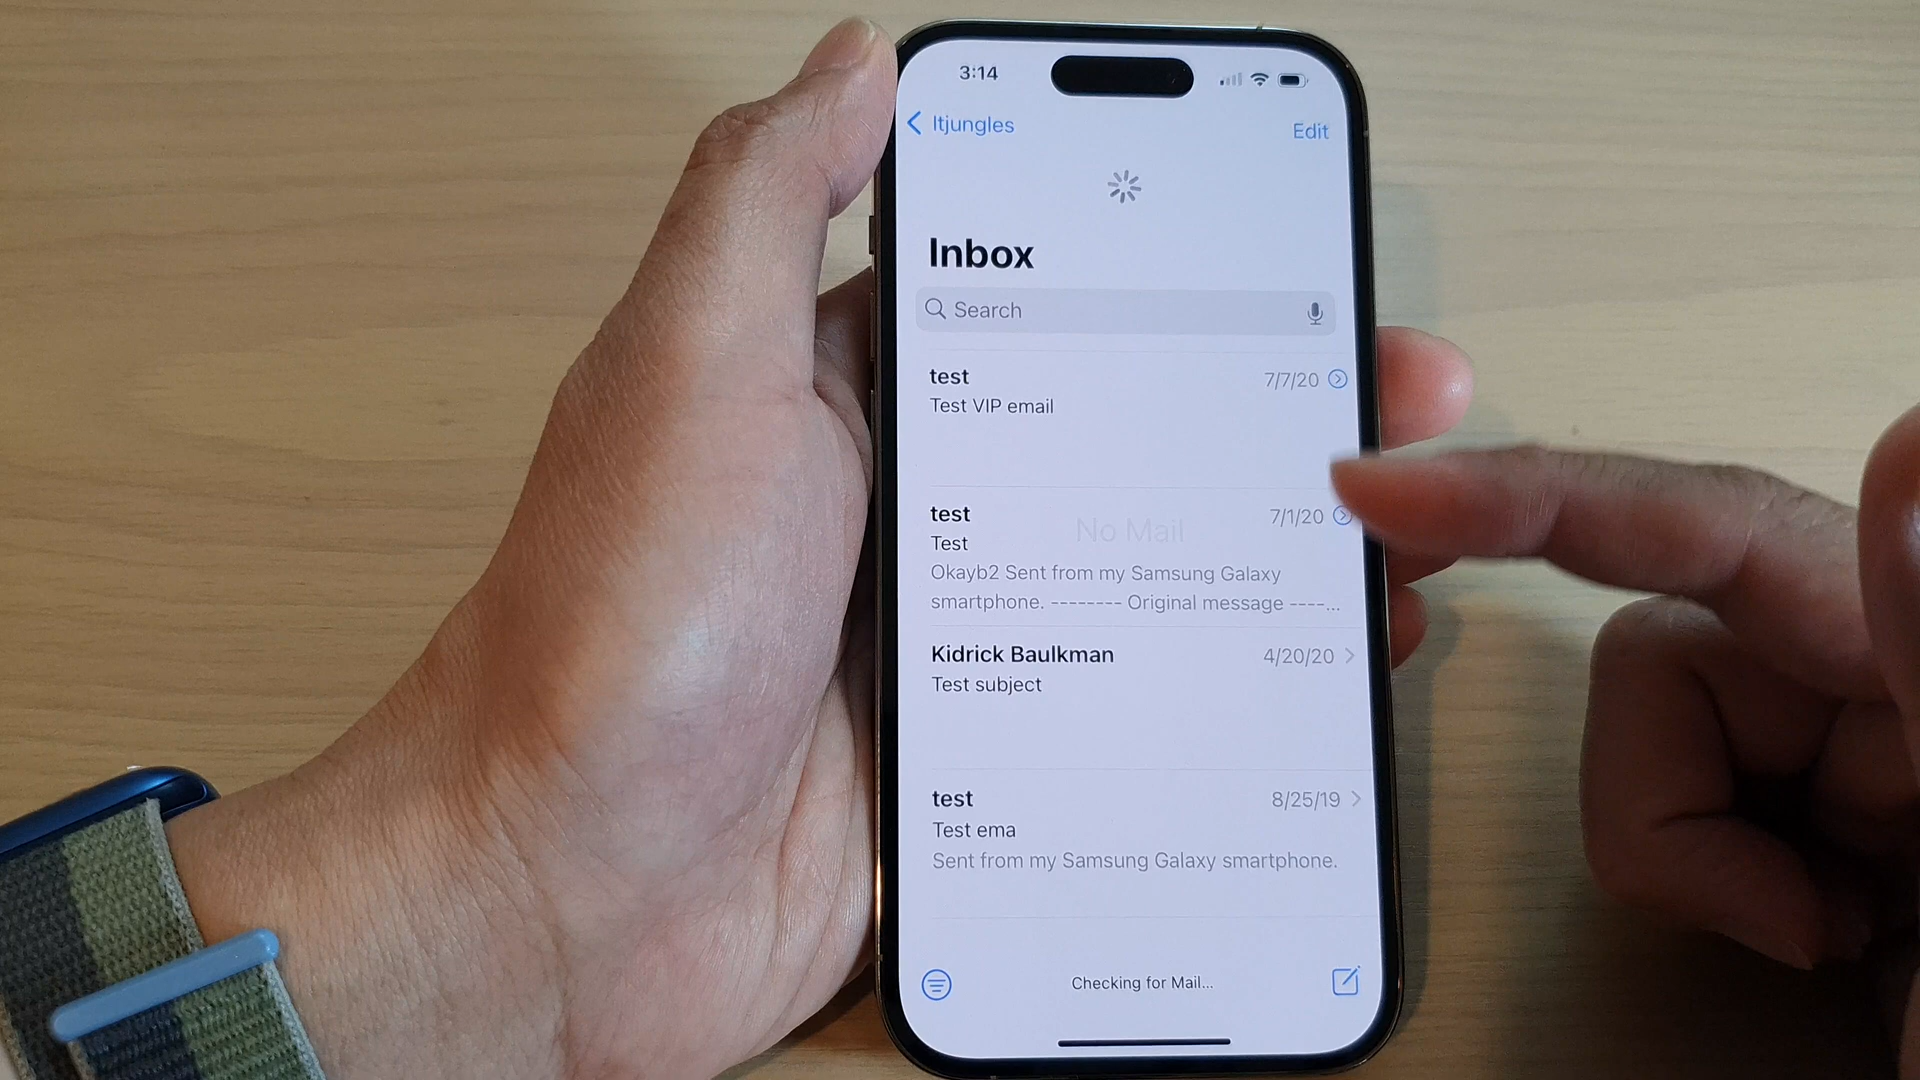 3:14
Itjungles
Edit
Inbox
Search
test 7/7/20
Test VIP email
test 7/1/20
No Mail
Test
Okayb2 Sent from my Samsung Galaxy
smartphone. -------- Original message ----...
Kidrick Baulkman 4/20/20
Test subject
test 8/25/19
Test ema
Sent from my Samsung Galaxy smartphone.
Checking for Mail...